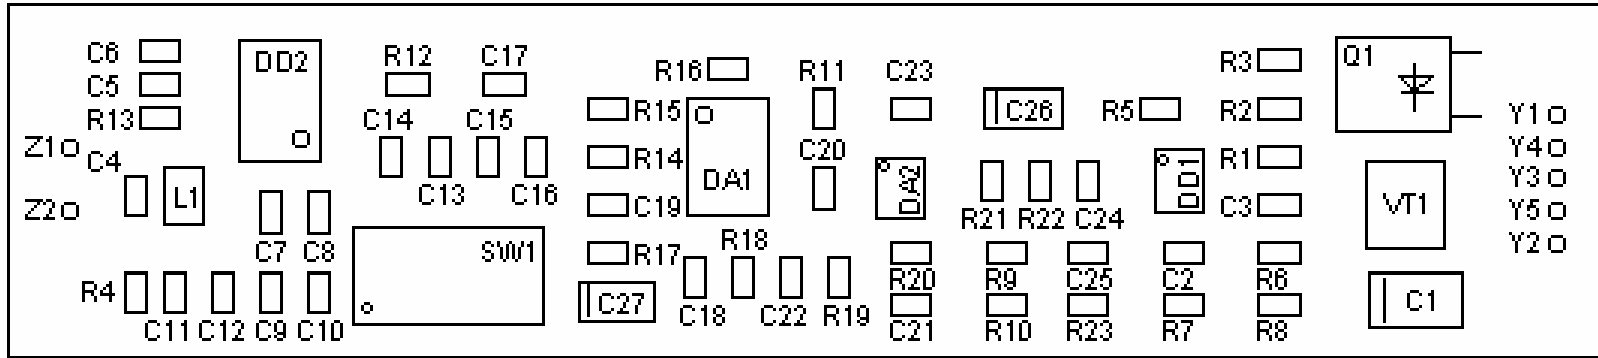 C6 DD2 R12 C17 R16 R11 C23 R3 Q1
C5 C26 R5
R13 C14 C15 R15 R2 Y1
Z1 C4 R14 C20 DA2 DD1 R1 Y4
L1 C13 C16 DA1 Y3
Z2 C19 R21 R22 C24 C3 VT1 Y5
C7 C8 SW1 R17 R18 Y2
R4 C27 R20 R9 C25 C2 R6 C1
C11 C12 C9 C10 C18 C22 R19 C21 R10 R23 R7 R8